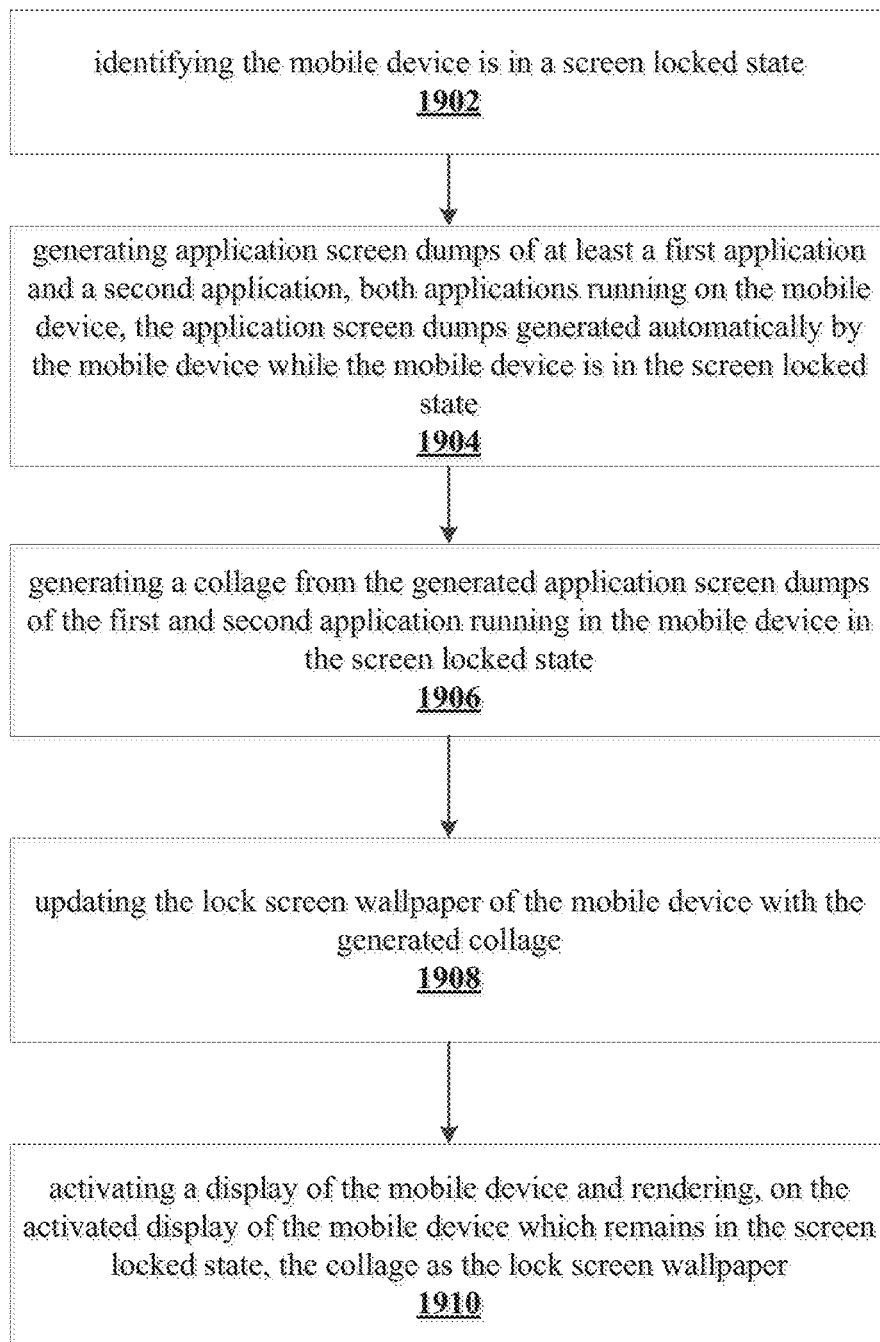 identifying the mobile device is in a screen locked state
1902
generating application screen dumps of at least a first application
and a second application, both applications running on the mobile
device, the application screen dumps generated automatically by
the mobile device while the mobile device is in the screen locked
state
1904
generating a collage from the generated application screen dumps
of the first and second application running in the mobile device in
the screen locked state
1906
updating the lock screen wallpaper of the mobile device with the
generated collage
1908
activating a display of the mobile device and rendering, on the
activated display of the mobile device which remains in the screen
locked state, the collage as the lock screen wallpaper
1910